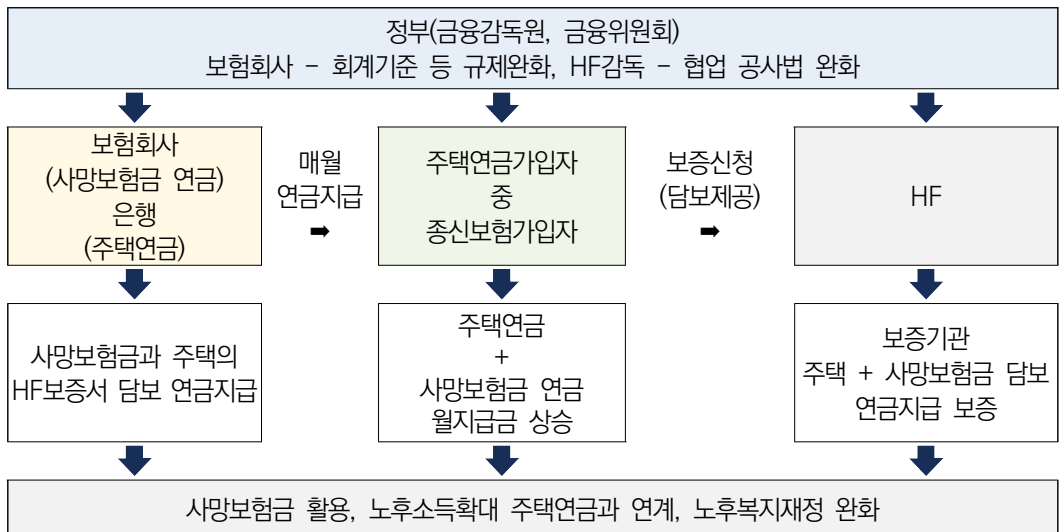 정부(금융감독원, 금융위원회)
보험회사 - 회계기준 등 규제완화, HF감독 - 협업 공사법 완화
보험회사
(사망보험금 연금)
은행
(주택연금)
매월
연금지급
➡
주택연금가입자
중
종신보험가입자
보증신청
(담보제공)
➡
HF
사망보험금과 주택의
HF보증서 담보 연금지급
주택연금
+
사망보험금 연금
월지급금 상승
보증기관
주택 + 사망보험금 담보
연금지급 보증
사망보험금 활용, 노후소득확대 주택연금과 연계, 노후복지재정 완화